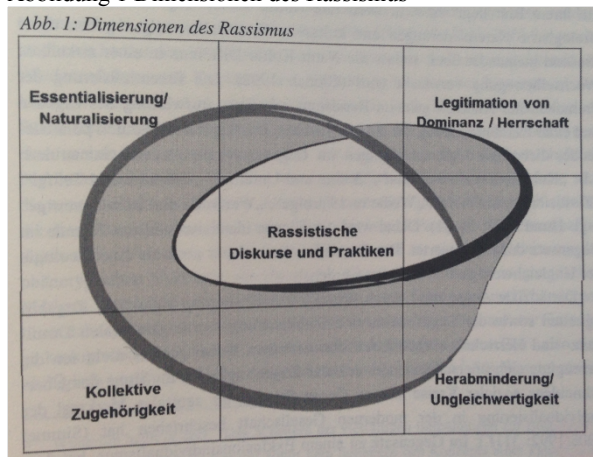 Abb. 1: Dimensionen des Rassismus
Essentialisierung/
Naturalisierung
Legitimation von
Dominanz / Herrschaft
Rassistische
Diskurse und Praktiken
Kollektive
Zugehörigkeit
Herabminderung/
Ungleichwertigkeit